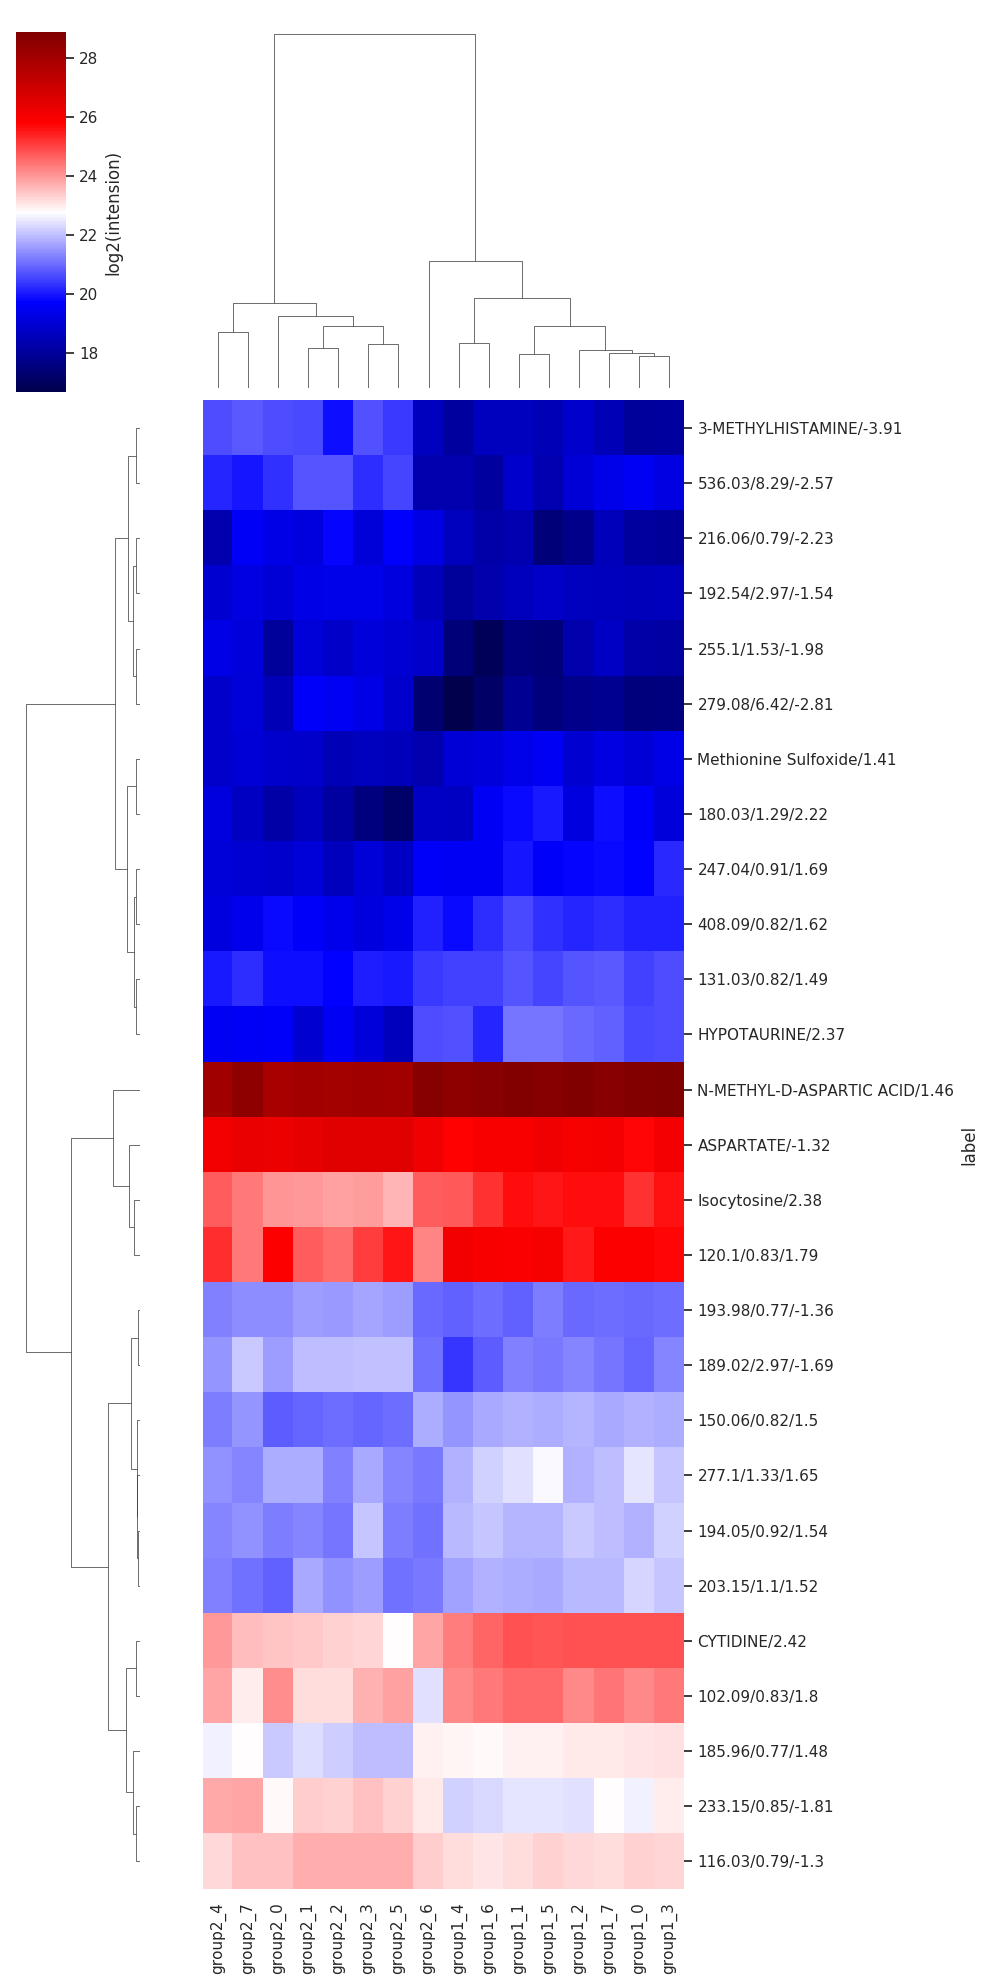 28
26
24
22
20
18
log2(intension)
3-METHYLHISTAMINE/-3.91
536.03/8.29/-2.57
216.06/0.79/-2.23
192.54/2.97/-1.54
255.1/1.53/-1.98
279.08/6.42/-2.81
Methionine Sulfoxide/1.41
180.03/1.29/2.22
247.04/0.91/1.69
408.09/0.82/1.62
131.03/0.82/1.49
HYPOTAURINE/2.37
N-METHYL-D-ASPARTIC ACID/1.46
ASPARTATE/-1.32
Isocytosine/2.38
120.1/0.83/1.79
193.98/0.77/-1.36
189.02/2.97/-1.69
150.06/0.82/1.5
277.1/1.33/1.65
194.05/0.92/1.54
203.15/1.1/1.52
CYTIDINE/2.42
102.09/0.83/1.8
185.96/0.77/1.48
233.15/0.85/-1.81
116.03/0.79/-1.3
label
group2_4
group2_7
group2_0
group2_1
group2_2
group2_3
group2_5
group2_6
group1_4
group1_6
group1_1
group1_5
group1_2
group1_7
group1_0
group1_3